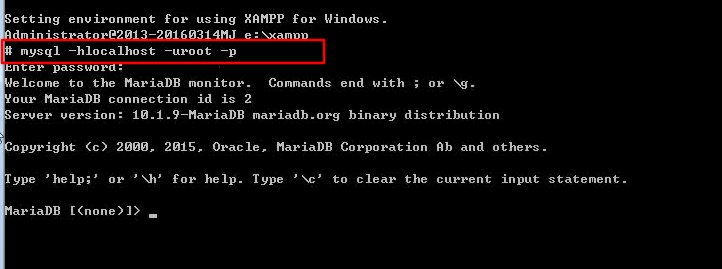 Setting environment for using XAMPP for Windows.
Administrator@2013-20160314MJ e:\xampp
# mysql -hlocalhost -uroot -p
Enter password:
Welcome to the MariaDB monitor.  Commands end with ; or \g.
Your MariaDB connection id is 2
Server version: 10.1.9-MariaDB mariadb.org binary distribution
Copyright (c) 2000, 2015, Oracle, MariaDB Corporation Ab and others.
Type 'help;' or '\h' for help. Type '\c' to clear the current input statement.
MariaDB [(none)]> _